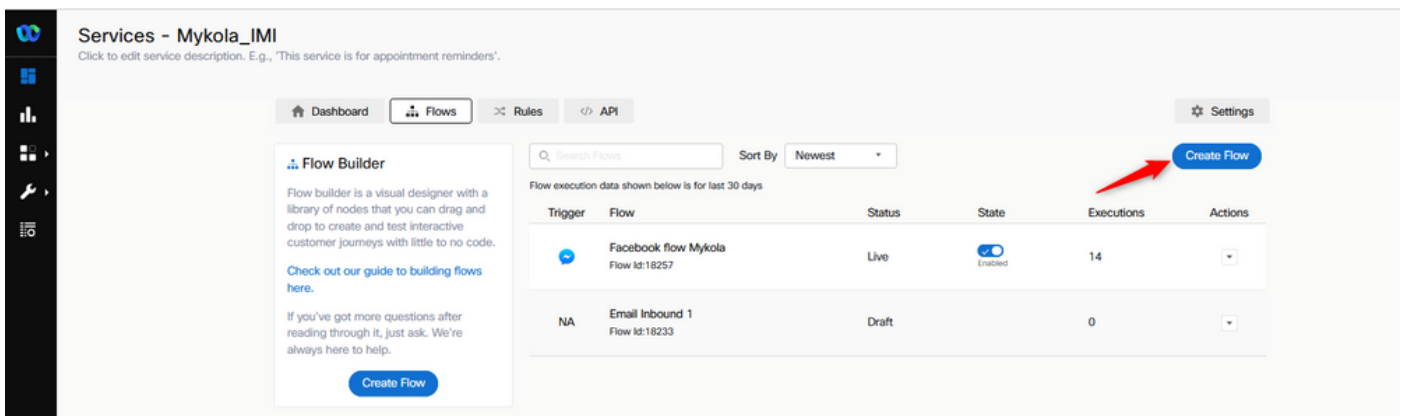 Services - Mykola_IMI
Click to edit service description. E.g., 'This service is for appointment reminders'.
Dashboard
Flows
Rules
</> API
Settings
Flow Builder
Flow builder is a visual designer with a
library of nodes that you can drag and
drop to create and test interactive
customer journeys with little to no code.
Check out our guide to building flows
here.
If you've got more questions after
reading through it, just ask. We're
always here to help.
Create Flow
Search Flows
Sort By Newest
Create Flow
Flow execution data shown below is for last 30 days
Trigger Flow Status State Executions Actions
Facebook flow Mykola
Flow Id:18257
Live
Enabled
14
NA
Email Inbound 1
Flow Id:18233
Draft
0